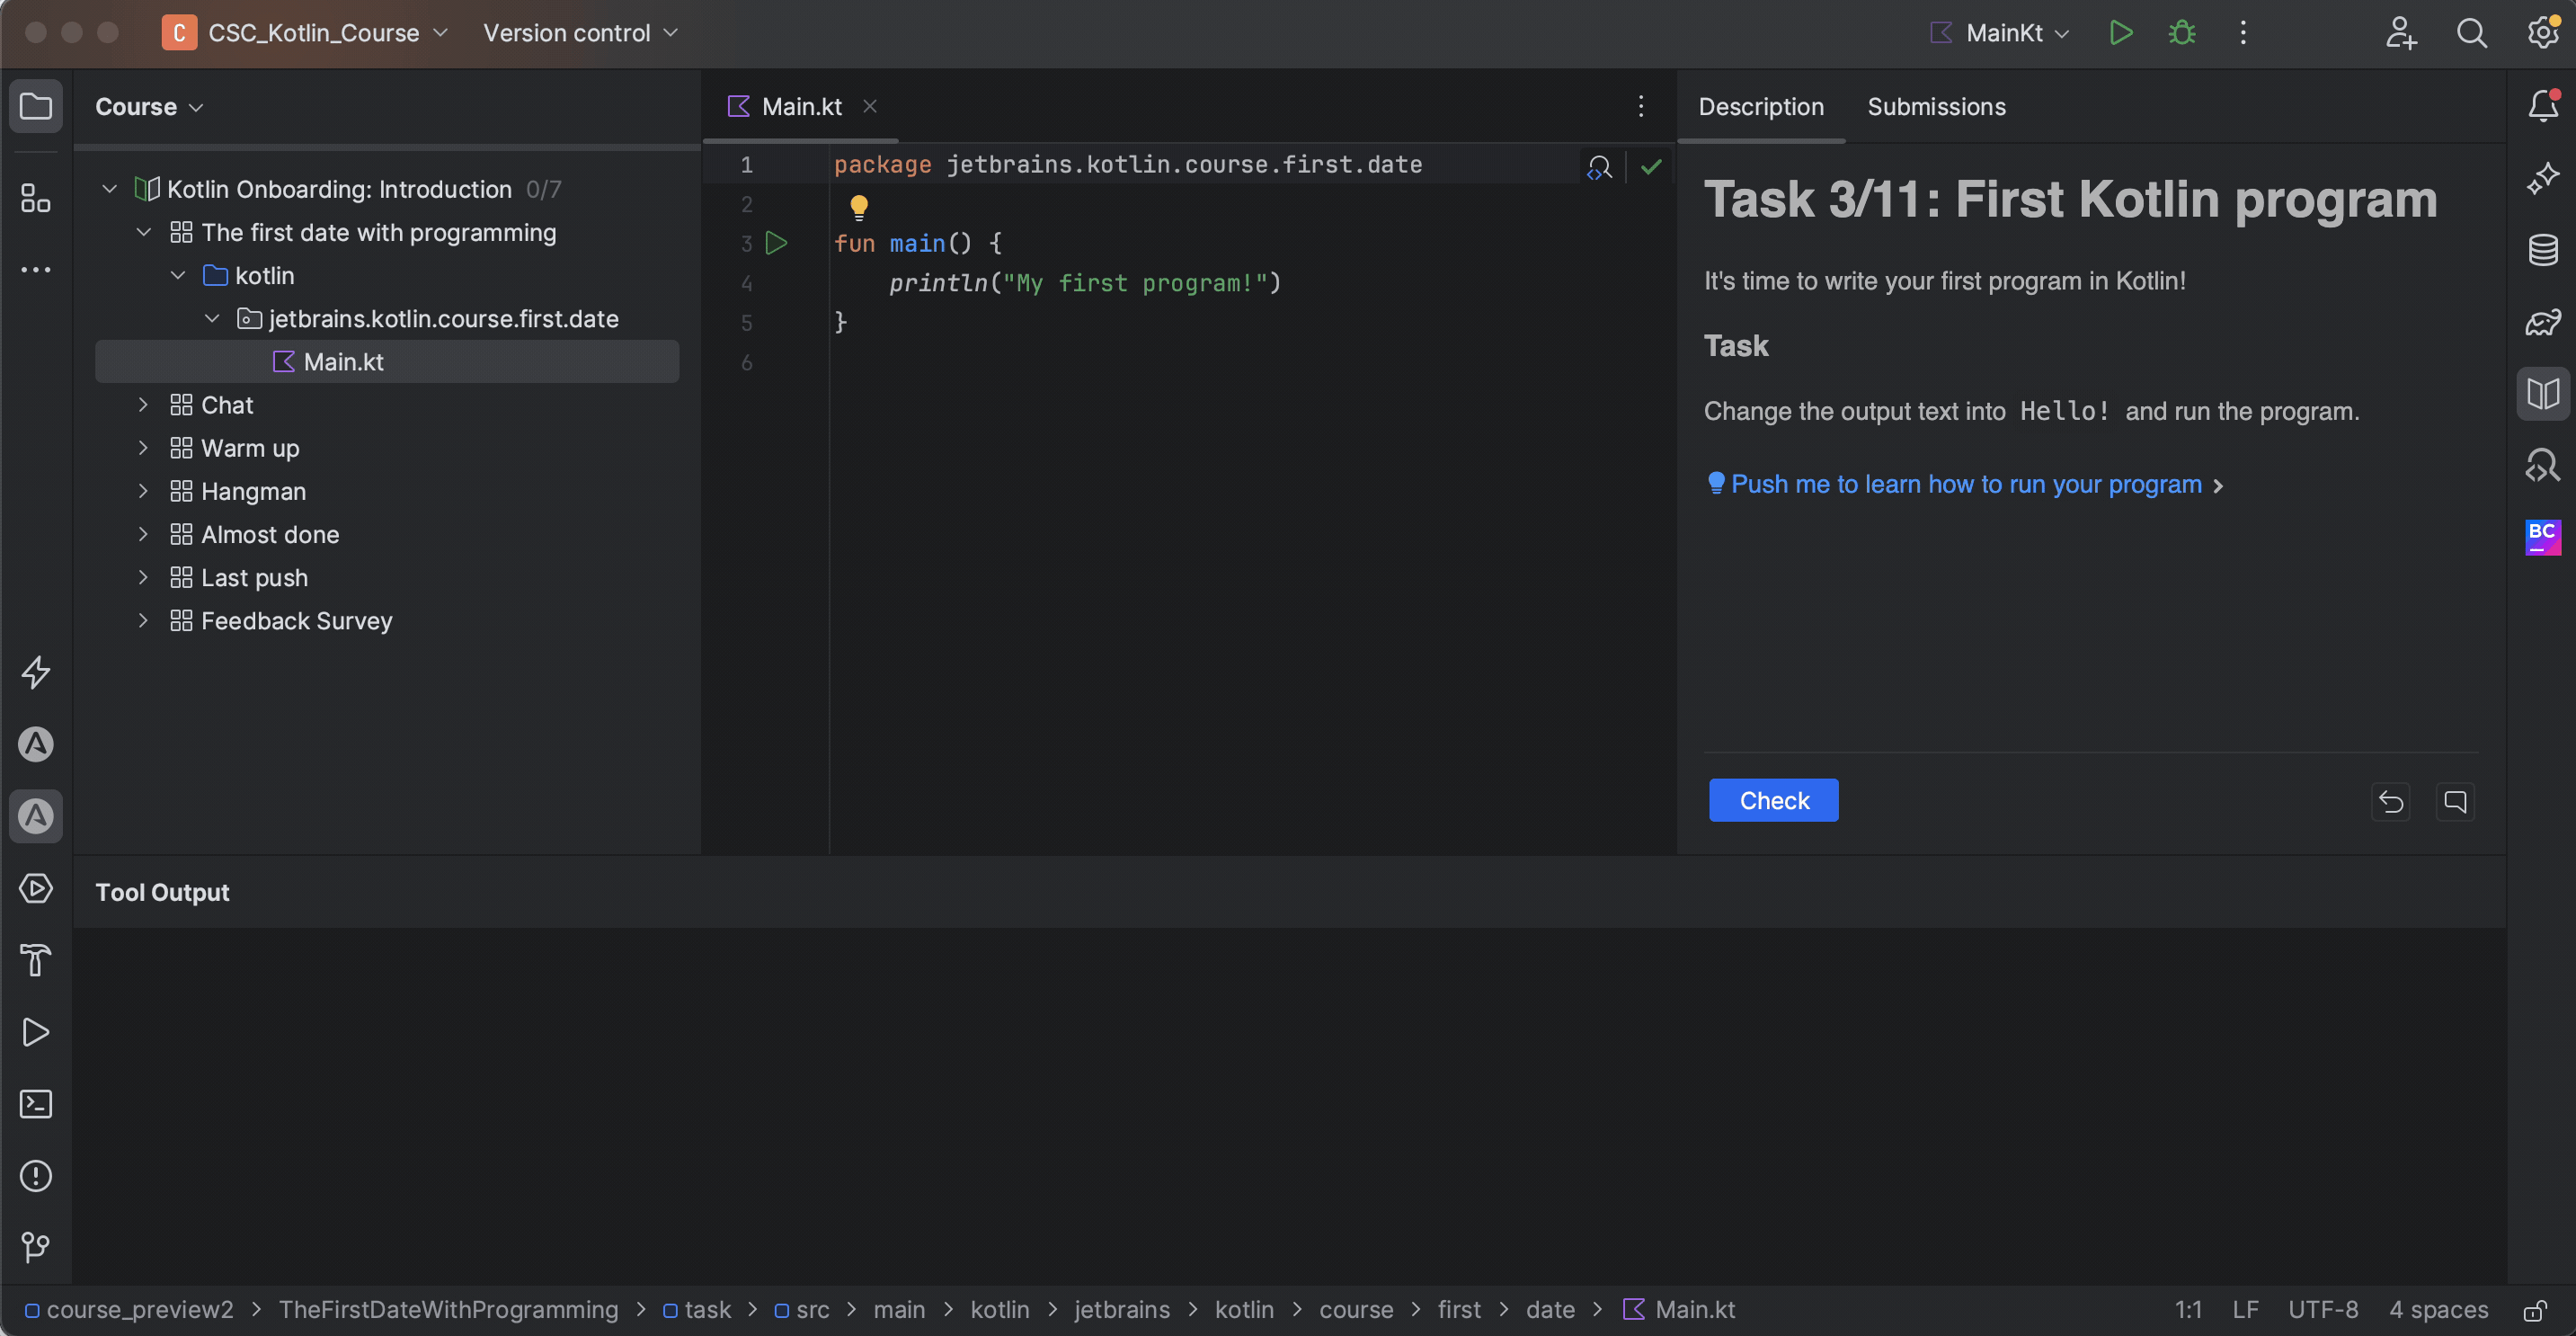 C CSC_Kotlin_Course Version control MainKt
Course
Kotlin Onboarding: Introduction 0/7
The first date with programming
kotlin
jetbrains.kotlin.course.first.date
Main.kt
Chat
Warm up
Hangman
Almost done
Last push
Feedback Survey
Main.kt
1 package jetbrains.kotlin.course.first.date
2
3 fun main() {
4 println("My first program!")
5 }
6
Description Submissions
Task 3/11: First Kotlin program
It's time to write your first program in Kotlin!
Task
Change the output text into Hello! and run the program.
Push me to learn how to run your program ›
Check
BC
Tool Output
course_preview2 > TheFirstDateWithProgramming > task > src > main > kotlin > jetbrains > kotlin > course > first > date > Main.kt 1:1 LF UTF-8 4 spaces